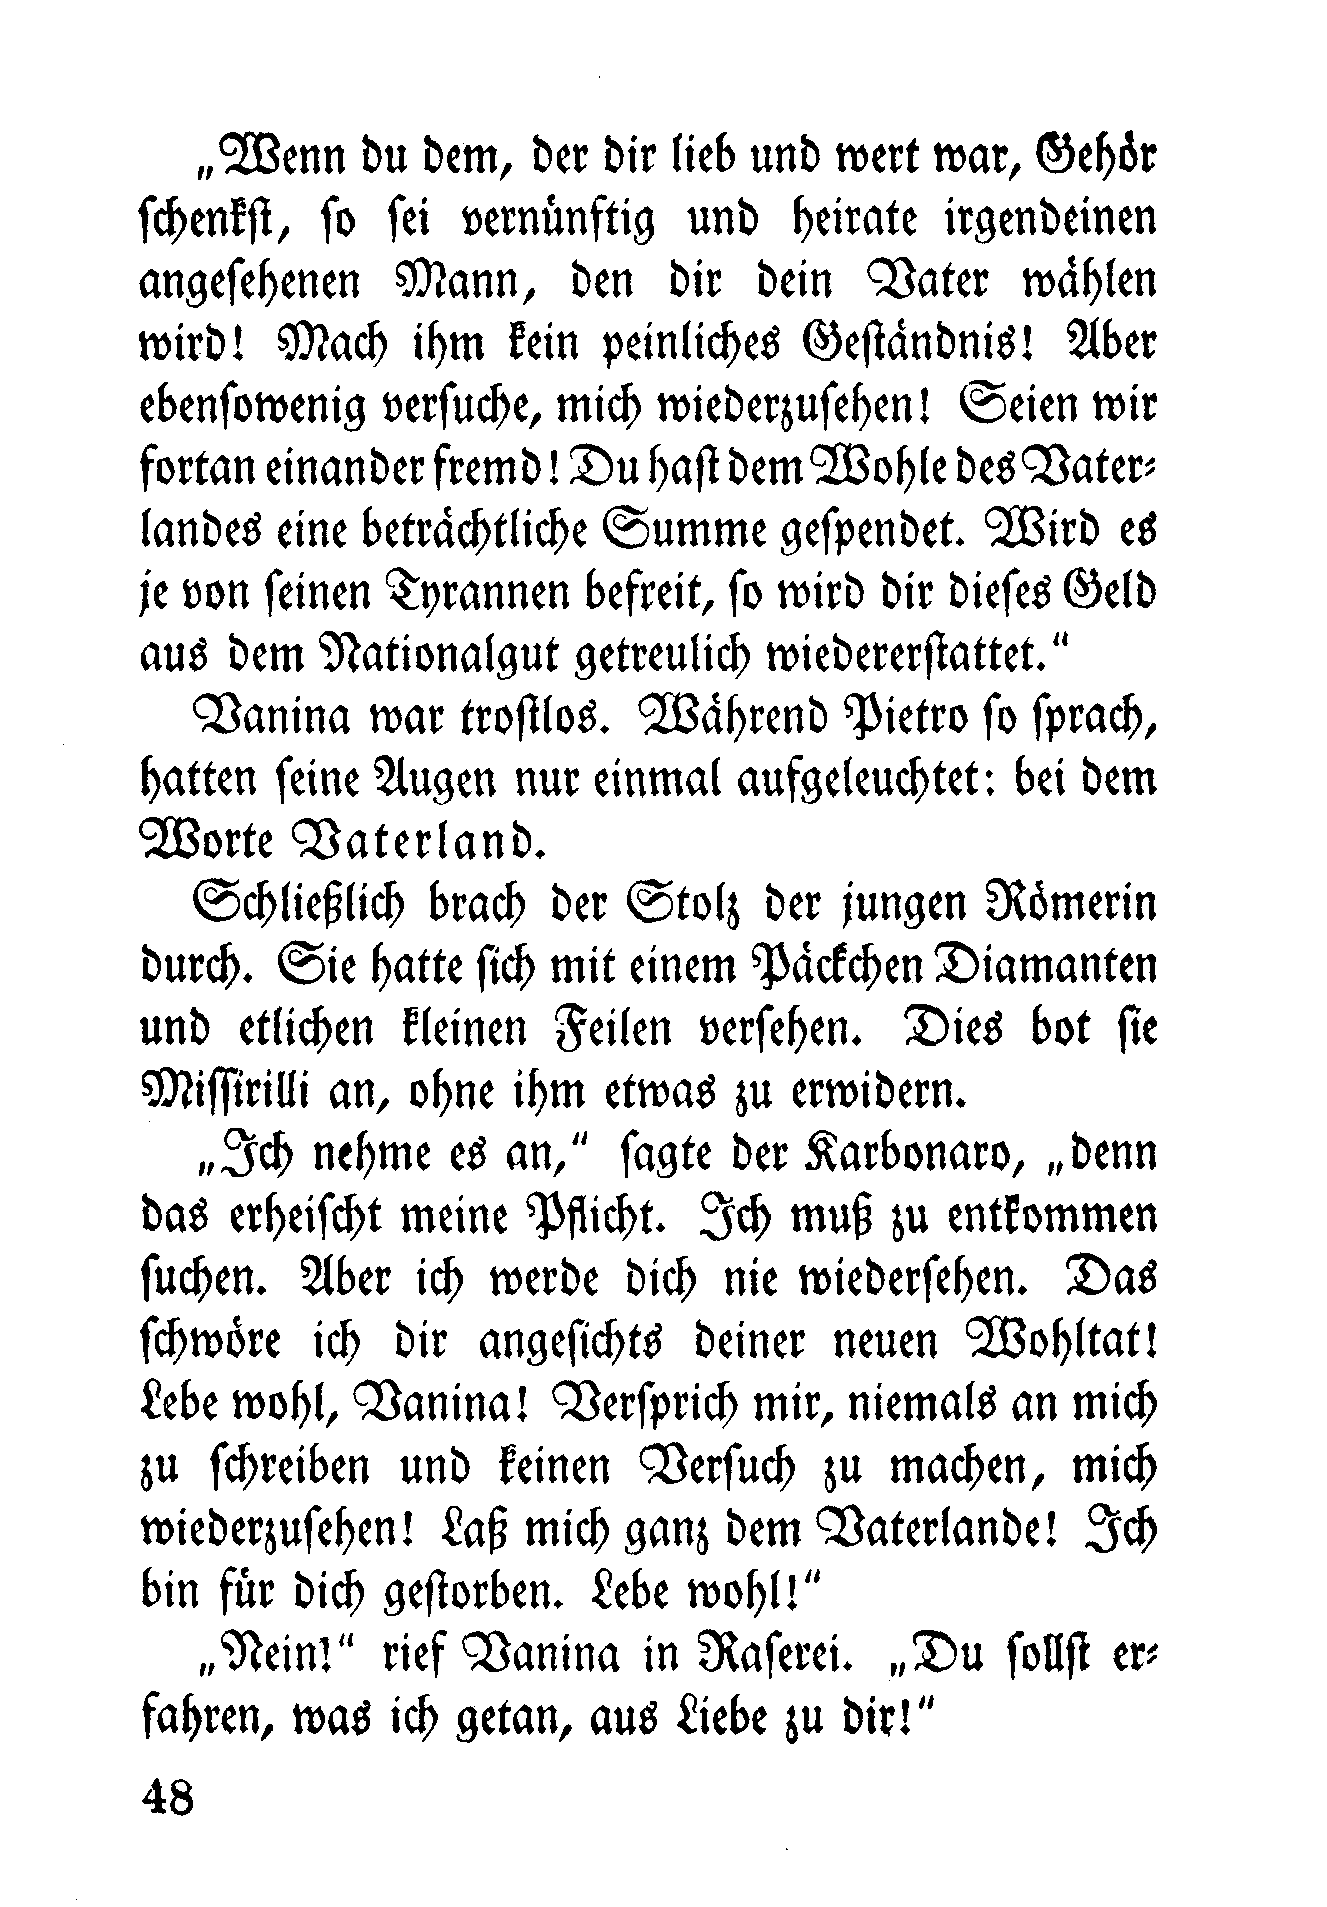 „Wenn du dem, der dir lieb und wert war, Gehör
schenkst, so sei vernünftig und heirate irgendeinen
angesehenen Mann, den dir dein Vater wählen
wird! Mach ihm kein peinliches Geständnis! Aber
ebensowenig versuche, mich wiederzusehen! Seien wir
fortan einander fremd! Du hast dem Wohle des Vater-
landes eine beträchtliche Summe gespendet. Wird es
je von seinen Tyrannen befreit, so wird dir dieses Geld
aus dem Nationalgut getreulich wiedererstattet.“
Vanina war trostlos. Während Pietro so sprach,
hatten seine Augen nur einmal aufgeleuchtet: bei dem
Worte Vaterland.
Schließlich brach der Stolz der jungen Römerin
durch. Sie hatte sich mit einem Päckchen Diamanten
und etlichen kleinen Feilen versehen. Dies bot sie
Missirilli an, ohne ihm etwas zu erwidern.
„Ich nehme es an,“ sagte der Karbonaro, „denn
das erheischt meine Pflicht. Ich muß zu entkommen
suchen. Aber ich werde dich nie wiedersehen. Das
schwöre ich dir angesichts deiner neuen Wohltat!
Lebe wohl, Vanina! Versprich mir, niemals an mich
zu schreiben und keinen Versuch zu machen, mich
wiederzusehen! Laß mich ganz dem Vaterlande! Ich
bin für dich gestorben. Lebe wohl!“
„Nein!“ rief Vanina in Raserei. „Du sollst er-
fahren, was ich getan, aus Liebe zu dir!“
48